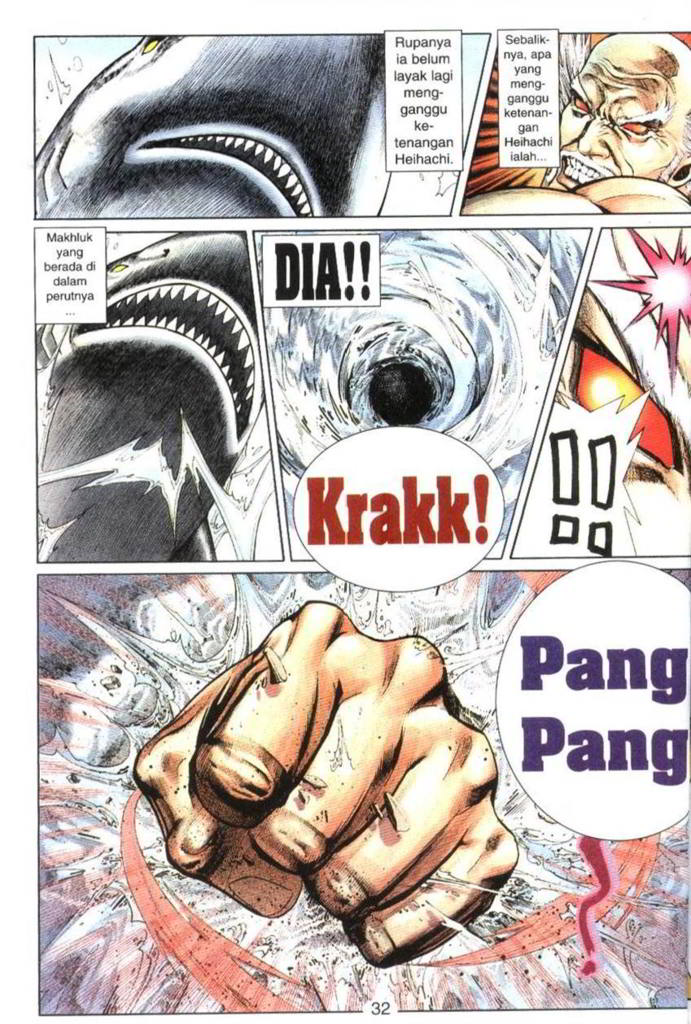 Rupanya
ia belum
layak lagi
meng-
ganggu
ke-
tenangan
Heihachi.
Sebalik-
nya, apa
yang
meng-
ganggu
ketenan-
gan
Heihachi
ialah...
Makhluk
yang
berada di
dalam
perutnya
...
DIA!!
Krakk!
!!
Pang
Pang
32